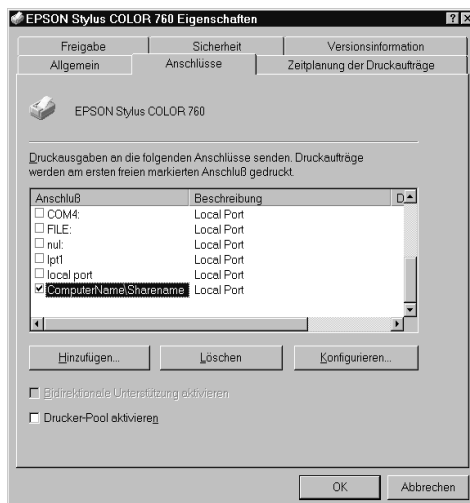 EPSON Stylus COLOR 760 Eigenschaften
Freigabe Sicherheit Versionsinformation
Allgemein Anschlüsse Zeitplanung der Druckaufträge
EPSON Stylus COLOR 760
Druckausgaben an die folgenden Anschlüsse senden. Druckaufträge
werden am ersten freien markierten Anschluß gedruckt.
Anschluß Beschreibung D
COM4: Local Port
FILE: Local Port
nul: Local Port
lpt1 Local Port
local port Local Port
ComputerName\Sharename Local Port
Hinzufügen... Löschen Konfigurieren...
Bidirektionale Unterstützung aktivieren
Drucker-Pool aktivieren
OK Abbrechen